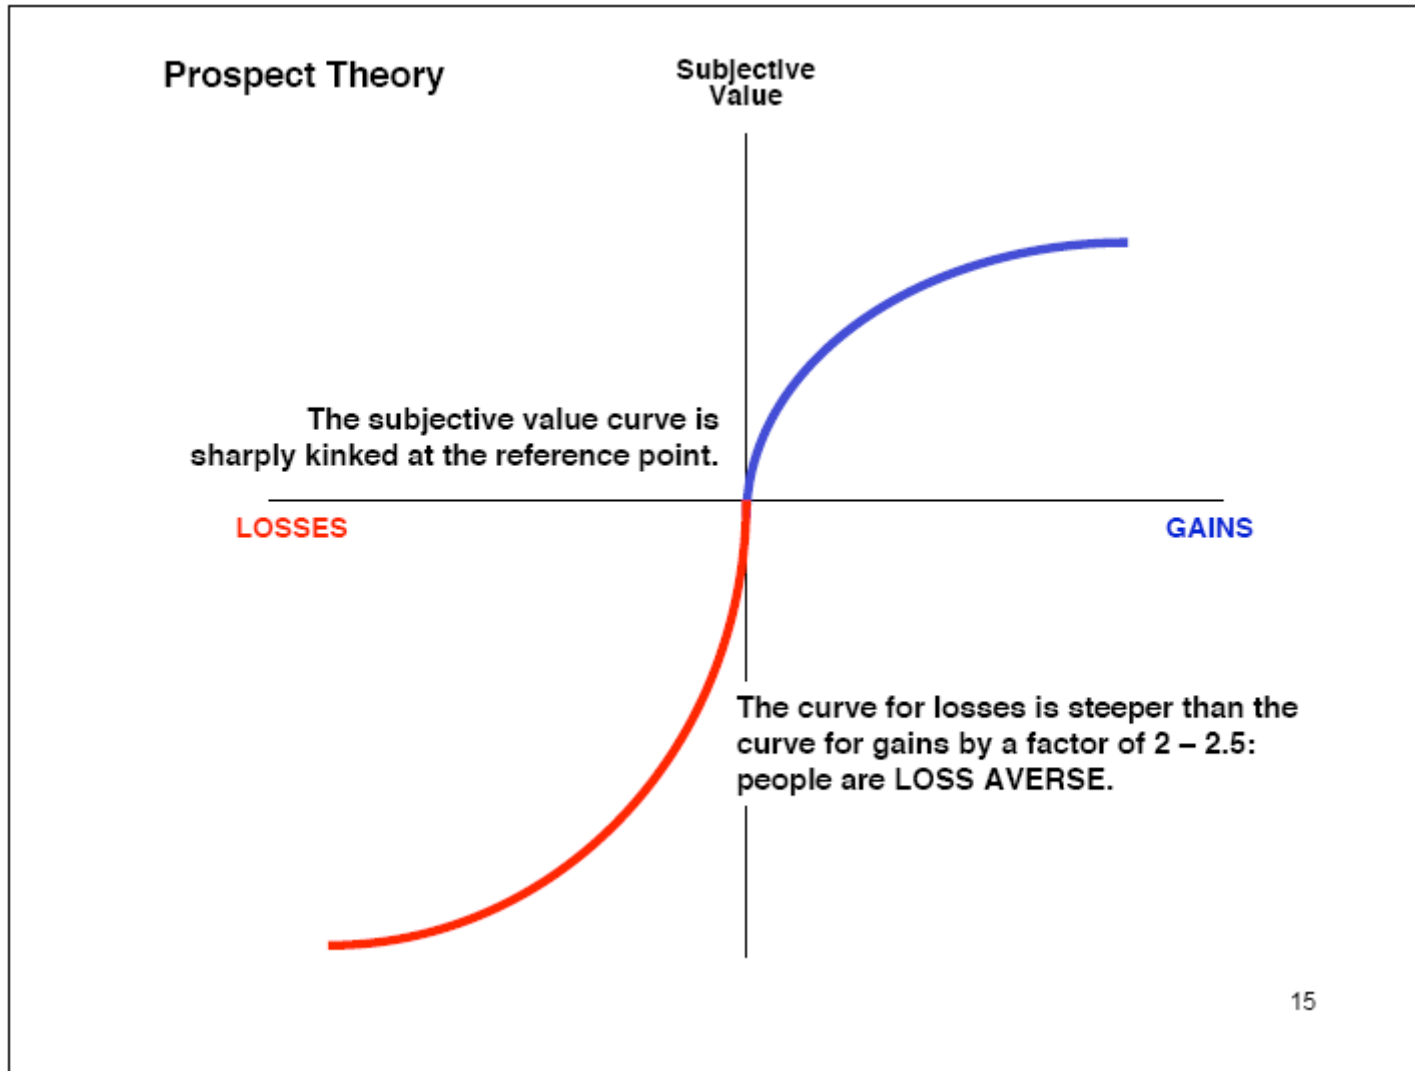 Prospect Theory
Subjective
Value
The subjective value curve is
sharply kinked at the reference point.
LOSSES
GAINS
The curve for losses is steeper than the
curve for gains by a factor of 2 – 2.5:
people are LOSS AVERSE.
15